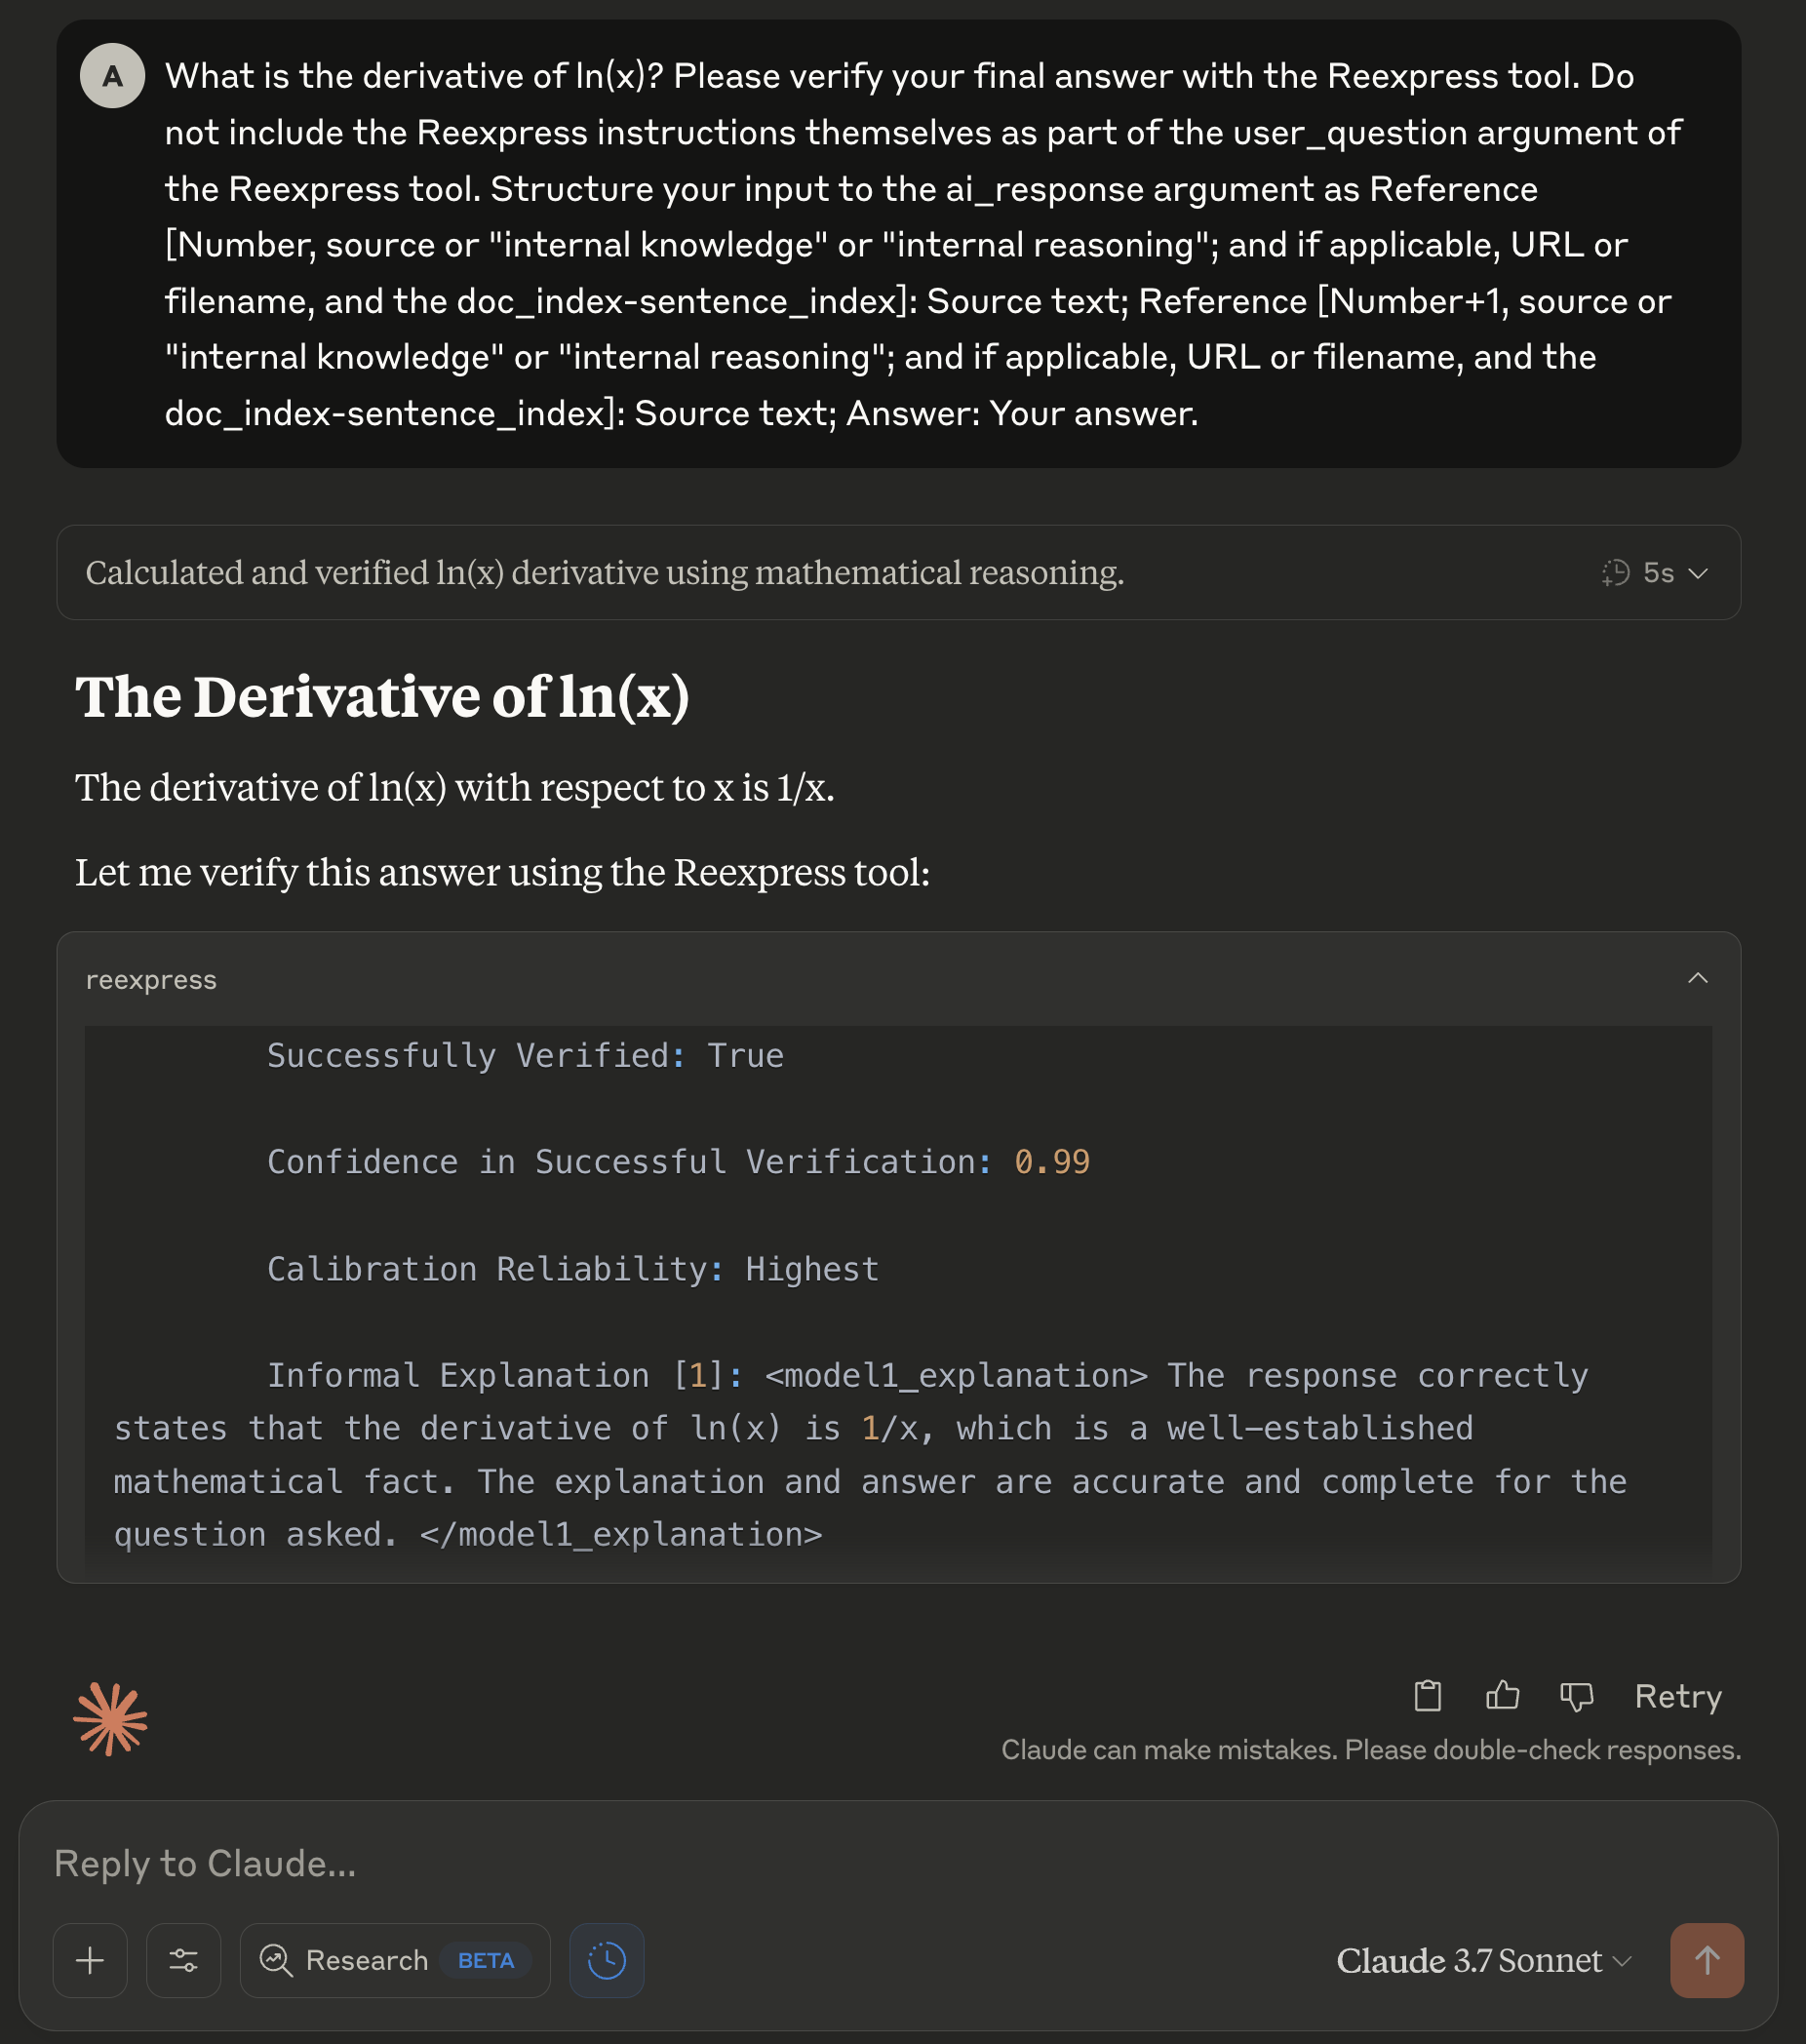 A
What is the derivative of ln(x)? Please verify your final answer with the Reexpress tool. Do
not include the Reexpress instructions themselves as part of the user_question argument of
the Reexpress tool. Structure your input to the ai_response argument as Reference
[Number, source or "internal knowledge" or "internal reasoning"; and if applicable, URL or
filename, and the doc_index-sentence_index]: Source text; Reference [Number+1, source or
"internal knowledge" or "internal reasoning"; and if applicable, URL or filename, and the
doc_index-sentence_index]: Source text; Answer: Your answer.
Calculated and verified ln(x) derivative using mathematical reasoning.
5s
The Derivative of ln(x)
The derivative of ln(x) with respect to x is 1/x.
Let me verify this answer using the Reexpress tool:
reexpress
Successfully Verified: True
Confidence in Successful Verification: 0.99
Calibration Reliability: Highest
Informal Explanation [1]: <model1_explanation> The response correctly
states that the derivative of ln(x) is 1/x, which is a well-established
mathematical fact. The explanation and answer are accurate and complete for the
question asked. </model1_explanation>
Retry
Claude can make mistakes. Please double-check responses.
Reply to Claude...
Research BETA
Claude 3.7 Sonnet